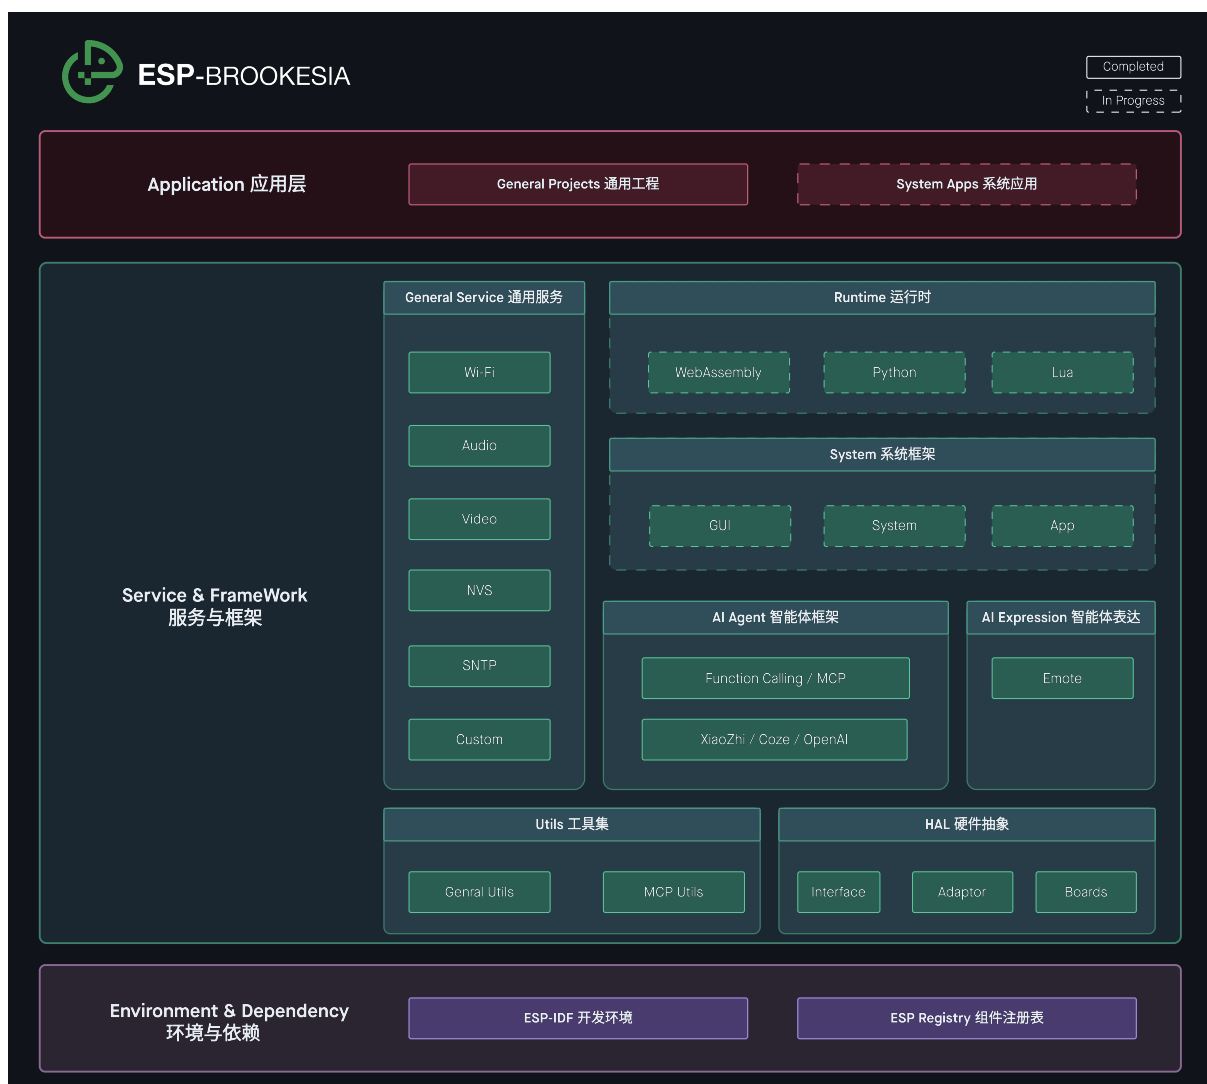 ESP-BROOKESIA
Completed
In Progress
Application 应用层
General Projects 通用工程
System Apps 系统应用
Service & FrameWork
服务与框架
General Service 通用服务
Wi-Fi
Audio
Video
NVS
SNTP
Custom
Runtime 运行时
WebAssembly
Python
Lua
System 系统框架
GUI
System
App
AI Agent 智能体框架
Function Calling / MCP
XiaoZhi / Coze / OpenAI
AI Expression 智能体表达
Emote
Utils 工具集
Genral Utils
MCP Utils
HAL 硬件抽象
Interface
Adaptor
Boards
Environment & Dependency
环境与依赖
ESP-IDF 开发环境
ESP Registry 组件注册表